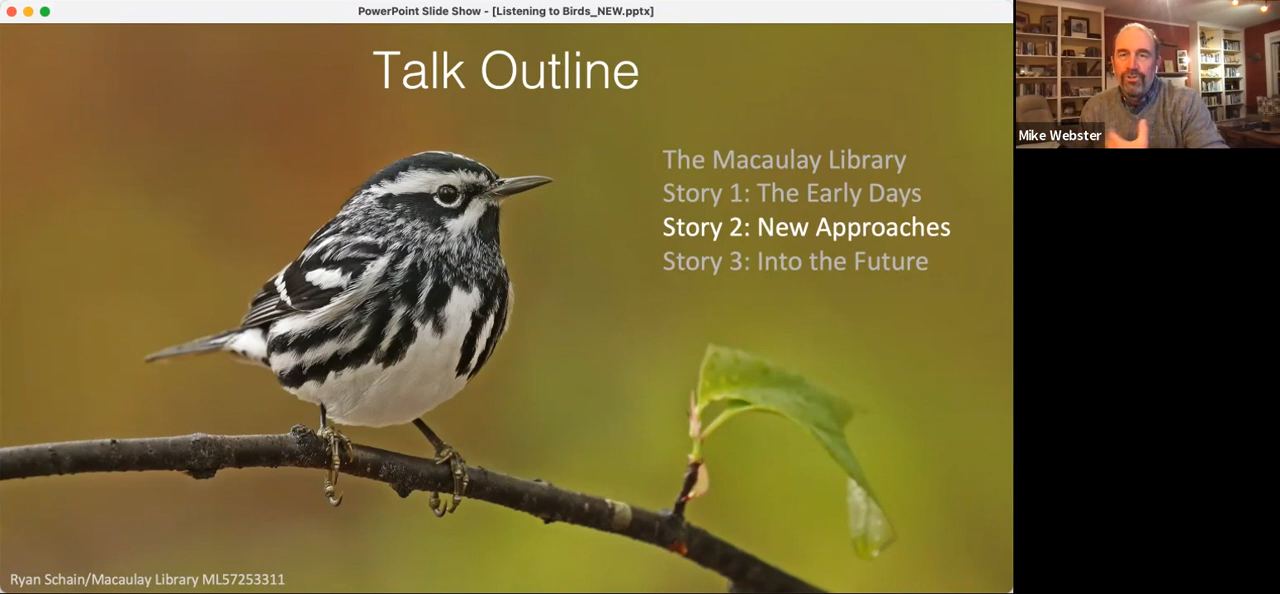 PowerPoint Slide Show - [Listening to Birds_NEW.pptx]
Talk Outline
The Macaulay Library
Story 1: The Early Days
Story 2: New Approaches
Story 3: Into the Future
Ryan Schain/Macaulay Library ML57253311
Mike Webster